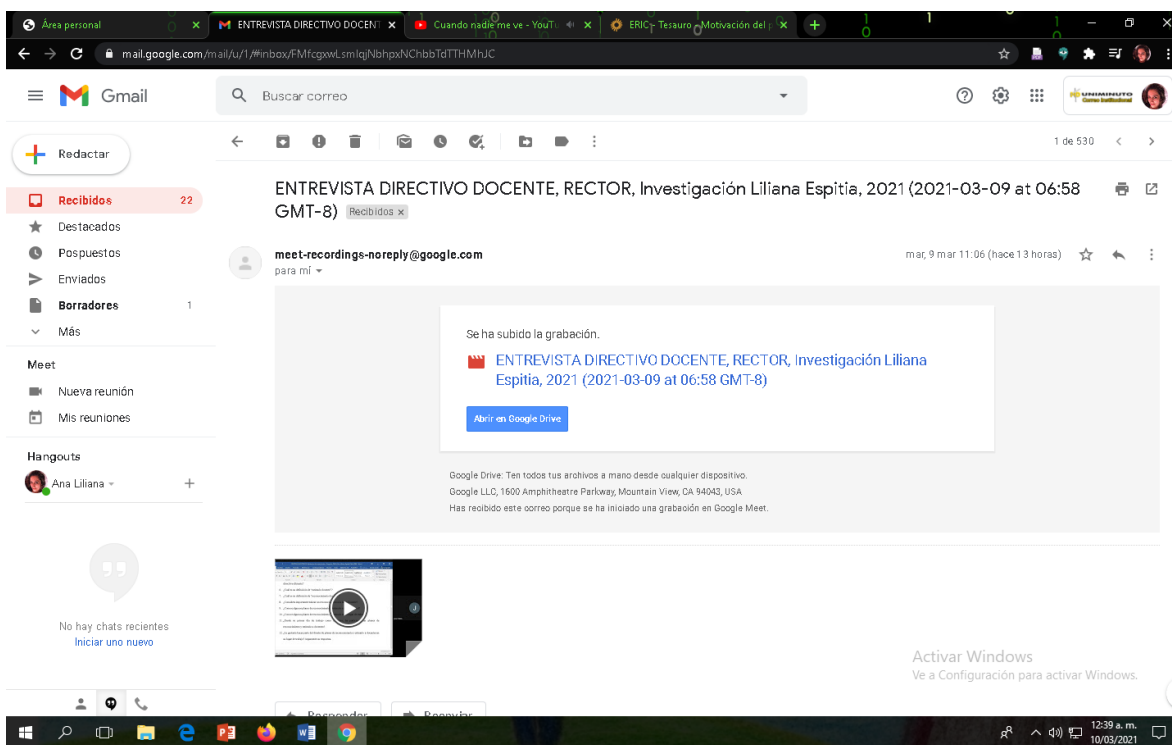 Área personal
ENTREVISTA DIRECTIVO DOCENT
Cuando nadie me ve - YouTu
ERIC - Tesauro - Motivación del p
mail.google.com/mail/u/1/#inbox/FMfcgxwLsmlqjNbhpxNChbbTdTTHMhJC
Gmail
Buscar correo
UNIMINUTO
Correo Institucional
Redactar
1 de 530
Recibidos 22
Destacados
Pospuestos
Enviados
Borradores 1
Más
Meet
Nueva reunión
Mis reuniones
Hangouts
Ana Liliana
No hay chats recientes
Iniciar uno nuevo
ENTREVISTA DIRECTIVO DOCENTE, RECTOR, Investigación Liliana Espitia, 2021 (2021-03-09 at 06:58
GMT-8) Recibidos x
meet-recordings-noreply@google.com
mar, 9 mar 11:06 (hace 13 horas)
para mí
Se ha subido la grabación.
ENTREVISTA DIRECTIVO DOCENTE, RECTOR, Investigación Liliana
Espitia, 2021 (2021-03-09 at 06:58 GMT-8)
Abrir en Google Drive
Google Drive: Ten todos tus archivos a mano desde cualquier dispositivo.
Google LLC, 1600 Amphitheatre Parkway, Mountain View, CA 94043, USA
Has recibido este correo porque se ha iniciado una grabación en Google Meet.
J
Responder
Reenviar
Activar Windows
Ve a Configuración para activar Windows.
12:39 a. m.
10/03/2021